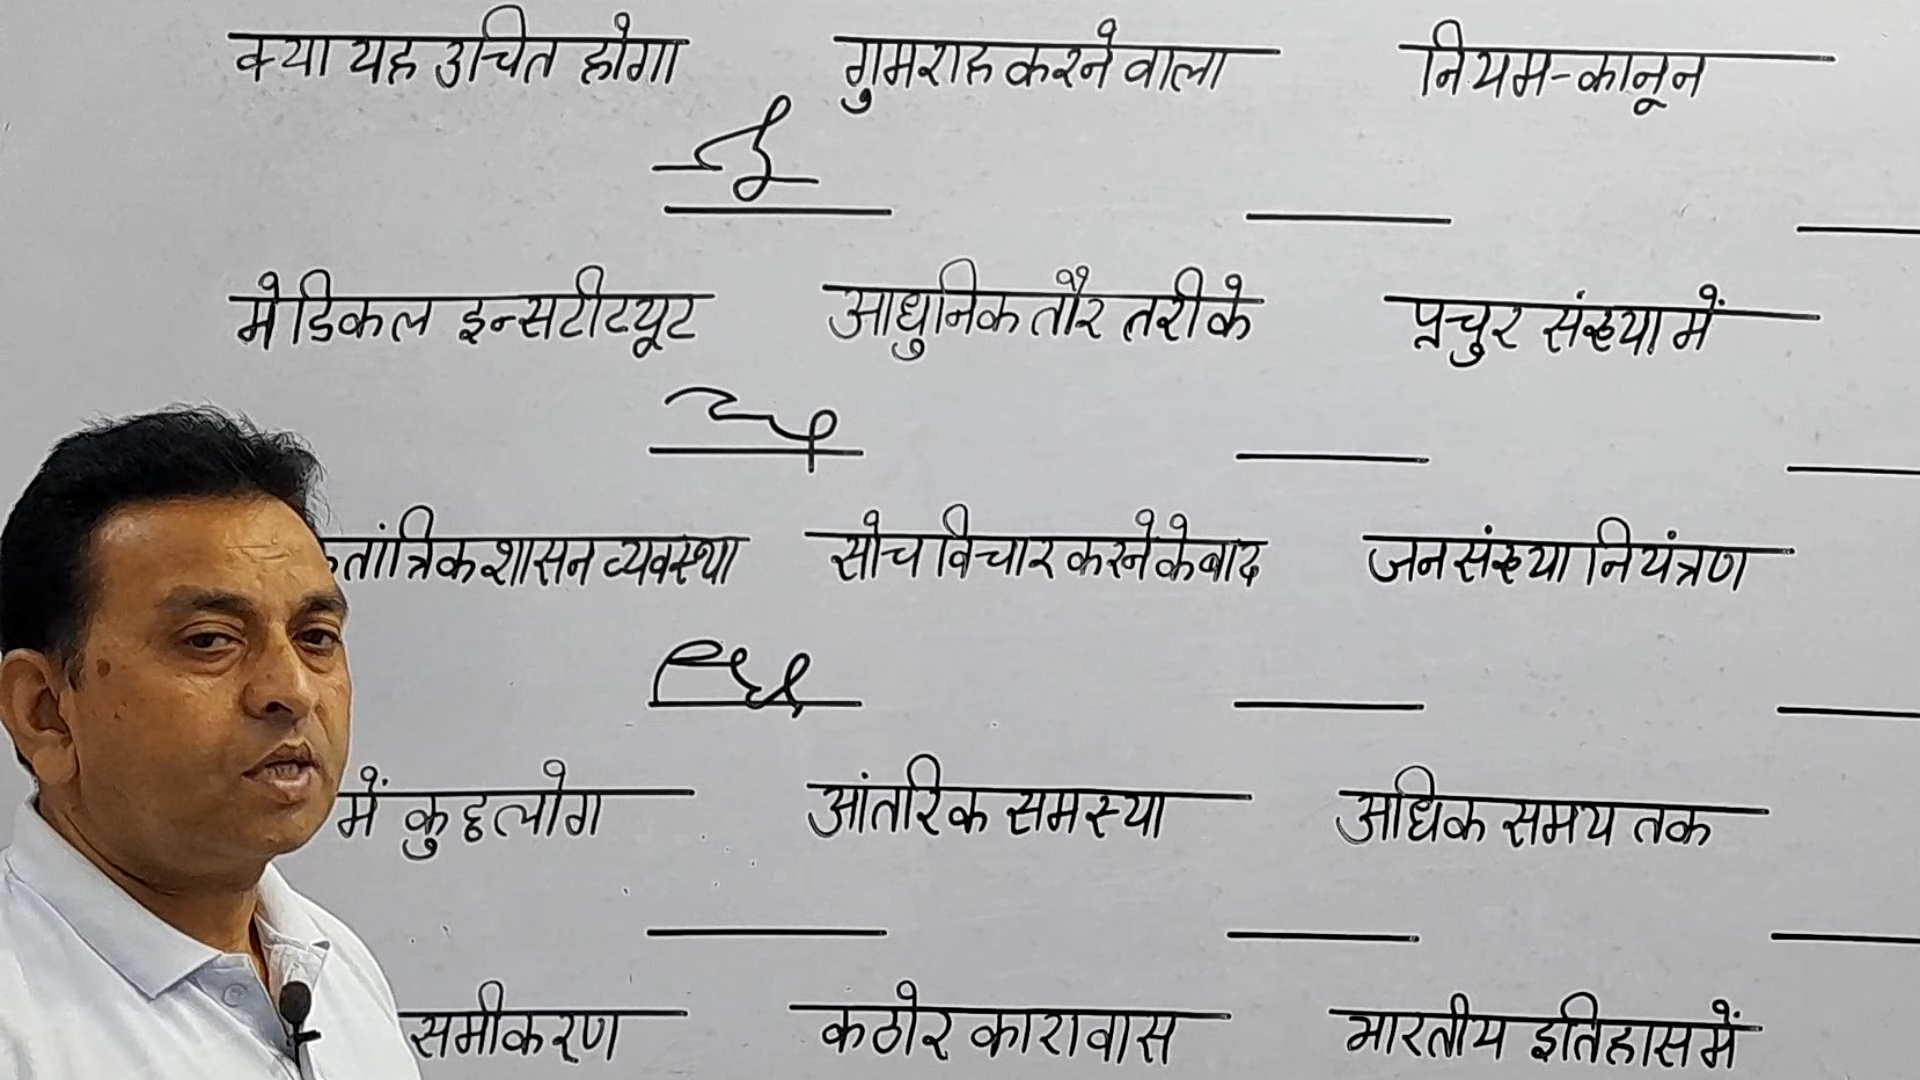 क्या यह उचित होगा गुमराह करने वाला नियम-कानून
मेडिकल इन्सटीटयूट आधुनिक तौर तरीके प्रचुर संख्या में
तांत्रिक शासन व्यवस्था सोच विचार करने के बाद जनसंख्या नियंत्रण
में कुछ लोग आंतरिक समस्या अधिक समय तक
समीकरण कठोर कारावास भारतीय इतिहास में